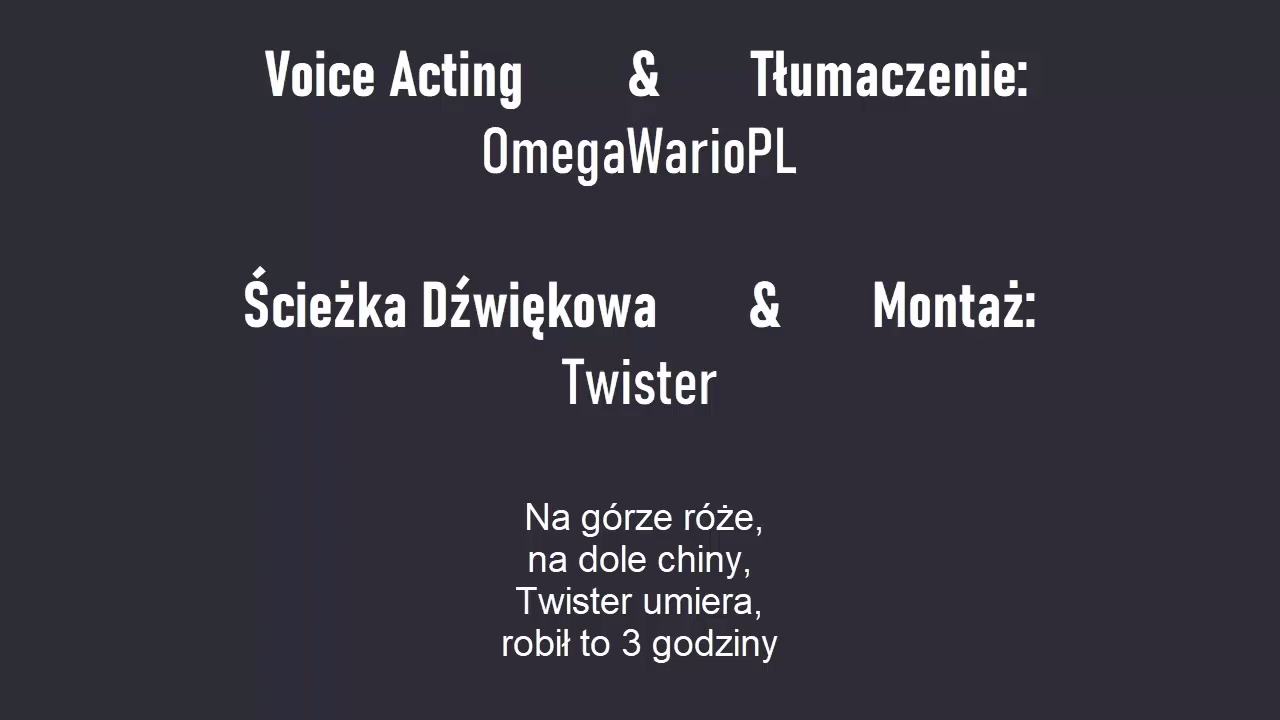 Voice Acting & Tłumaczenie:
OmegaWarioPL
Ścieżka Dźwiękowa & Montaż:
Twister
Na górze róże,
na dole chiny,
Twister umiera,
robił to 3 godziny